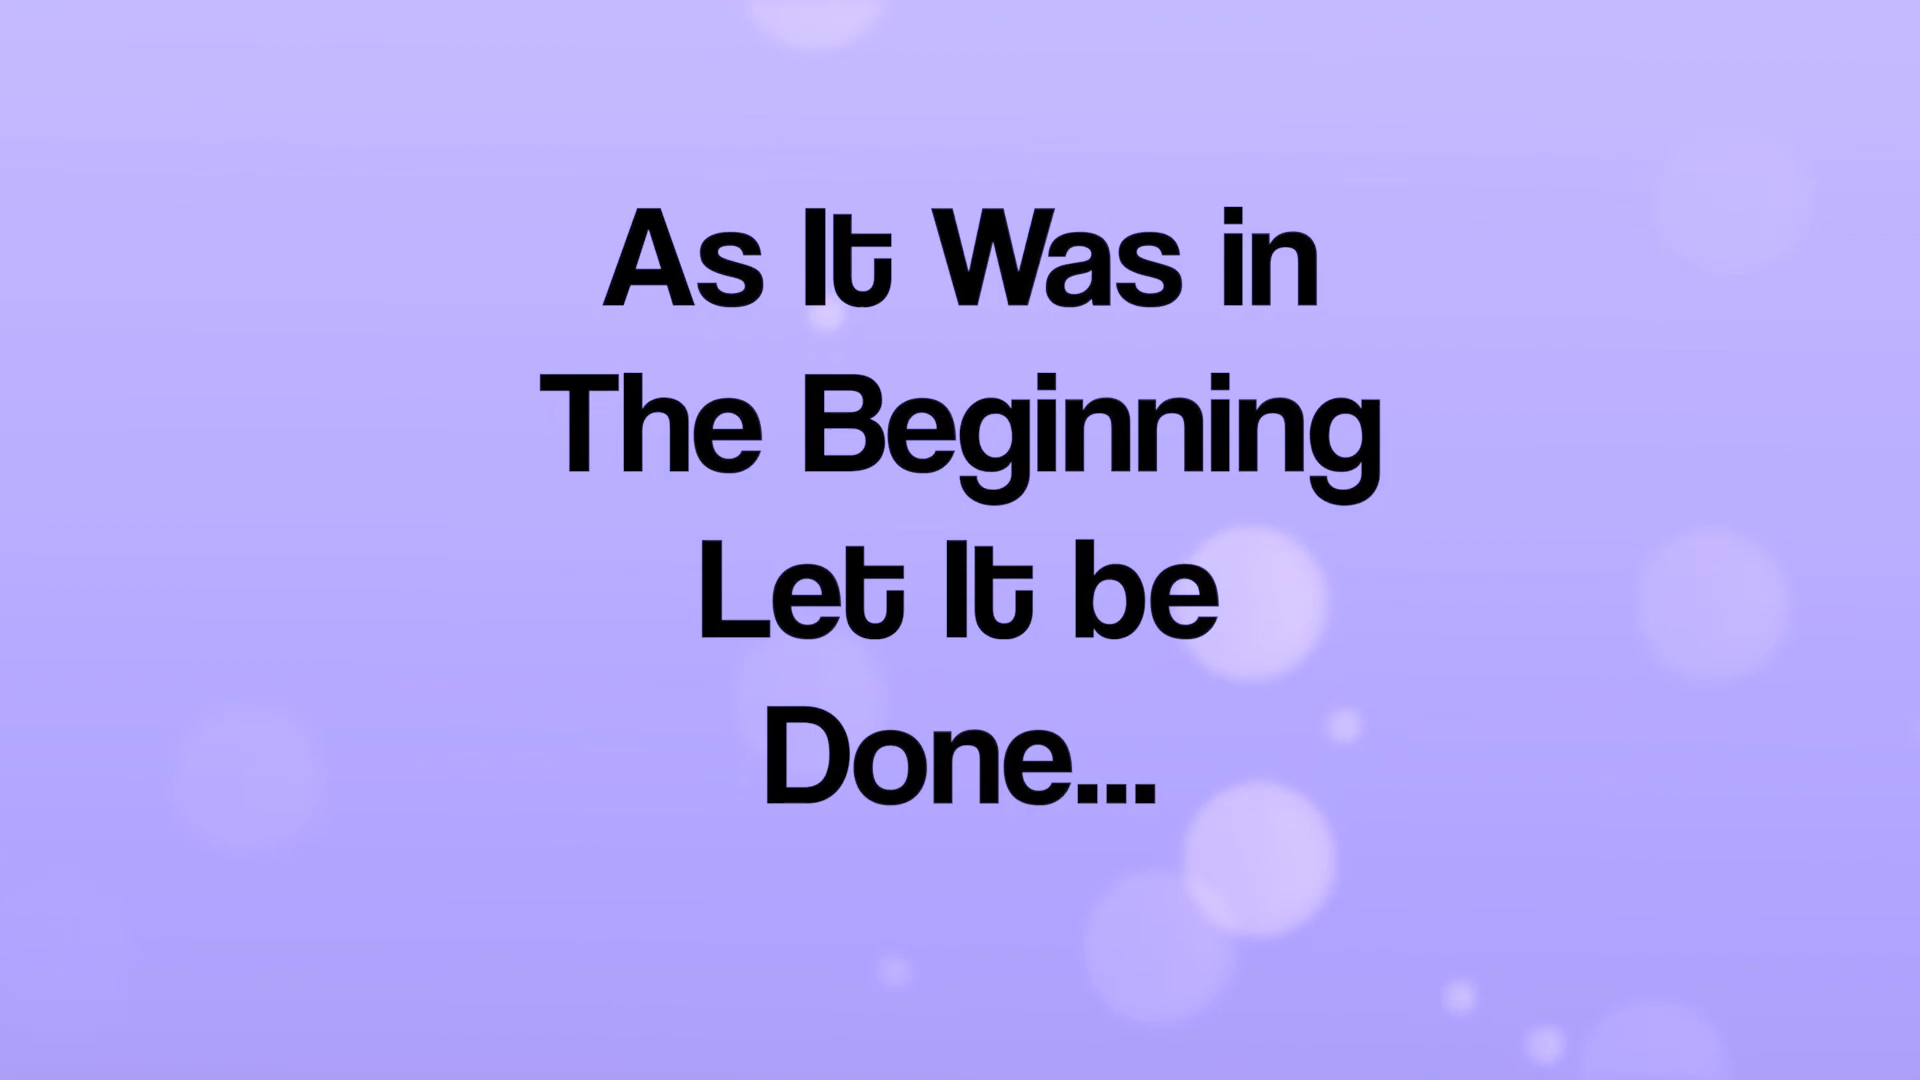 As It Was in
The Beginning
Let It be
Done...